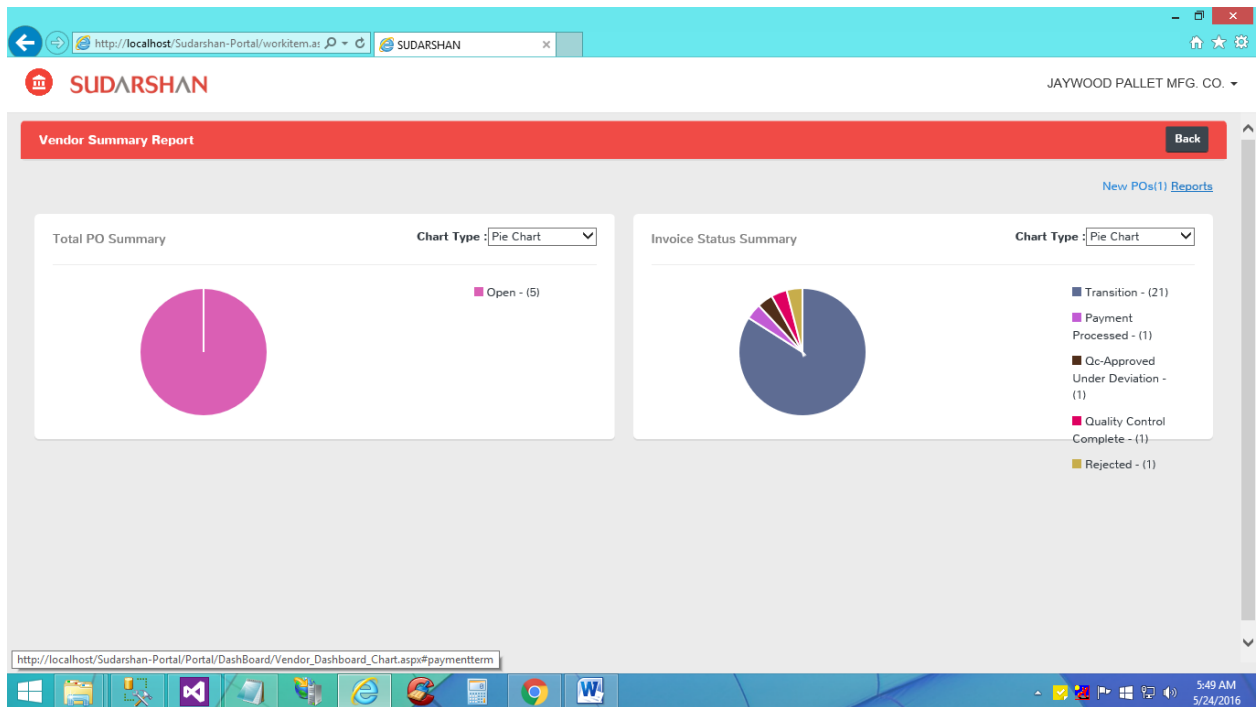 http://localhost/Sudarshan-Portal/workitem.as
SUDARSHAN
SUDARSHAN
JAYWOOD PALLET MFG. CO.
Vendor Summary Report
Back
New POs(1) Reports
Total PO Summary
Chart Type : Pie Chart
Open - (5)
Invoice Status Summary
Chart Type : Pie Chart
Transition - (21)
Payment
Processed - (1)
Qc-Approved
Under Deviation -
(1)
Quality Control
Complete - (1)
Rejected - (1)
http://localhost/Sudarshan-Portal/Portal/DashBoard/Vendor_Dashboard_Chart.aspx#paymentterm
5:49 AM
5/24/2016